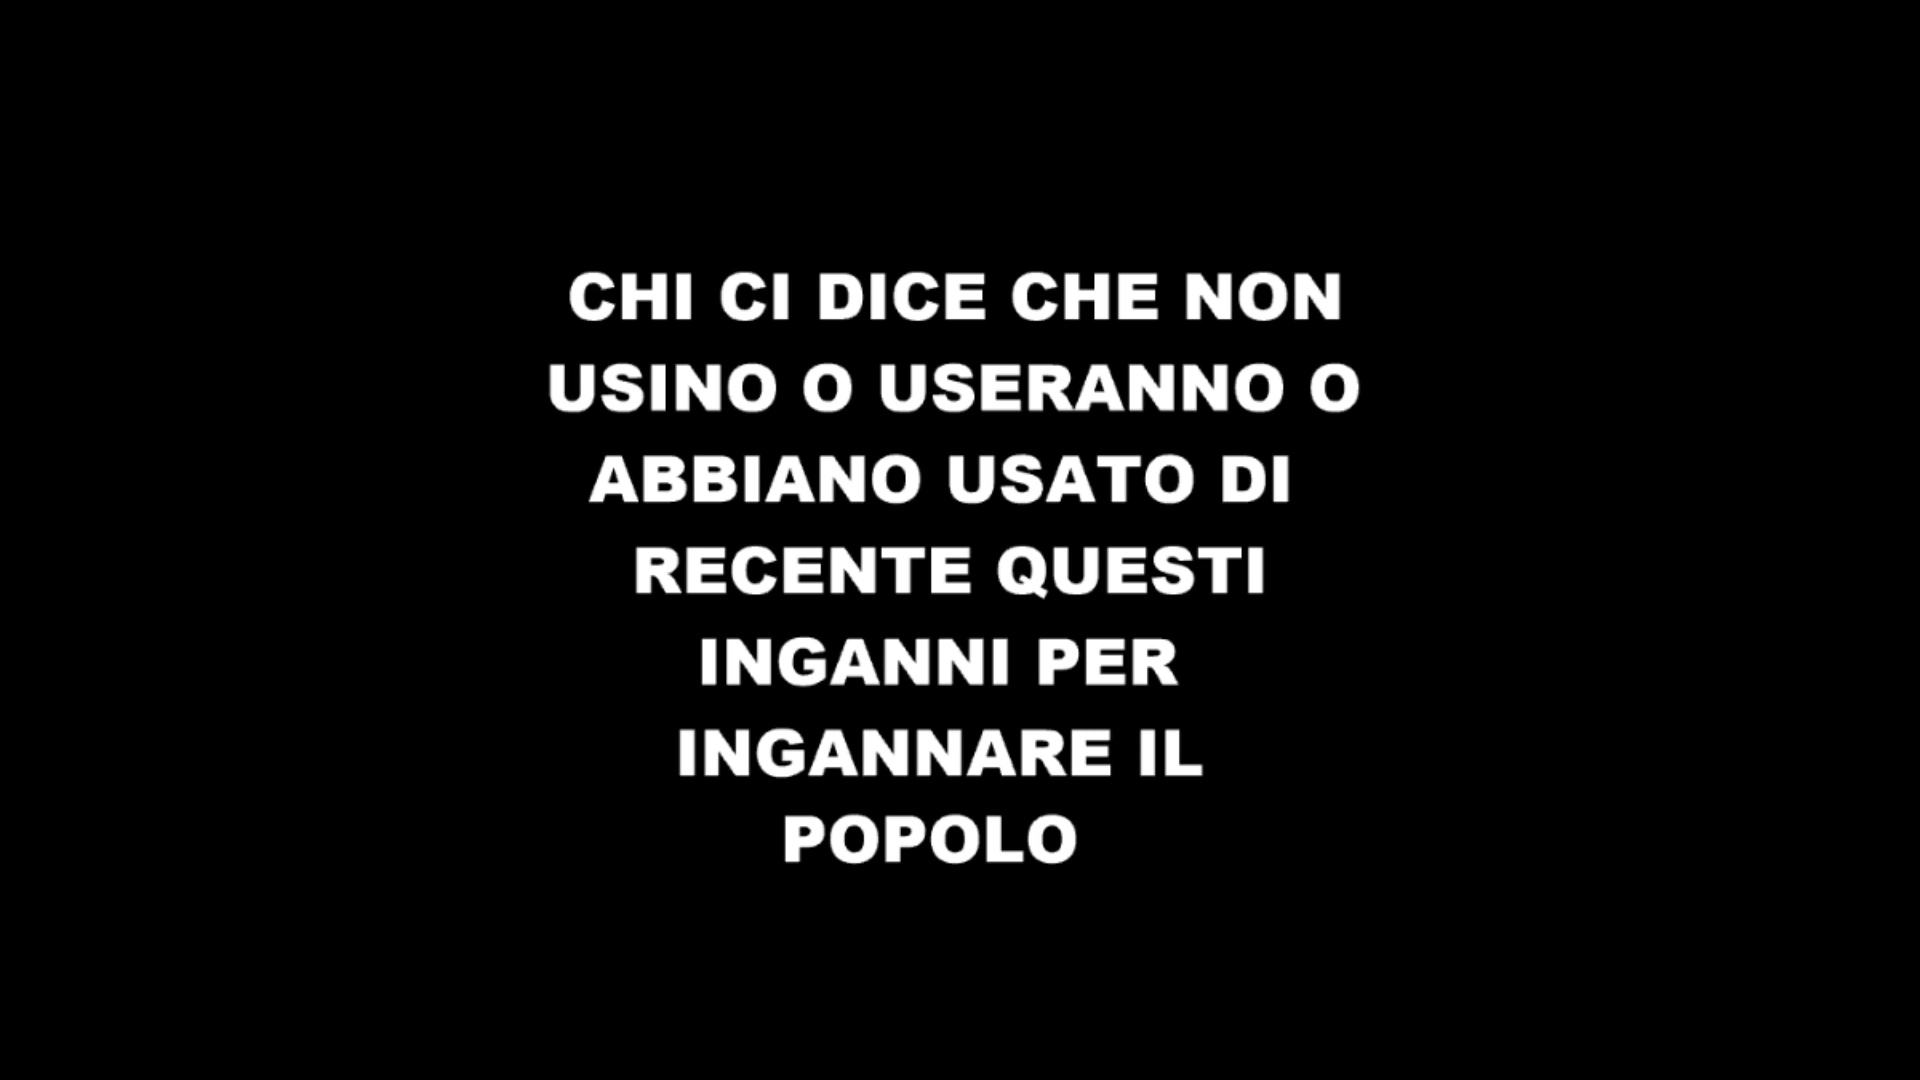 CHI CI DICE CHE NON
USINO O USERANNO O
ABBIANO USATO DI
RECENTE QUESTI
INGANNI PER
INGANNARE IL
POPOLO